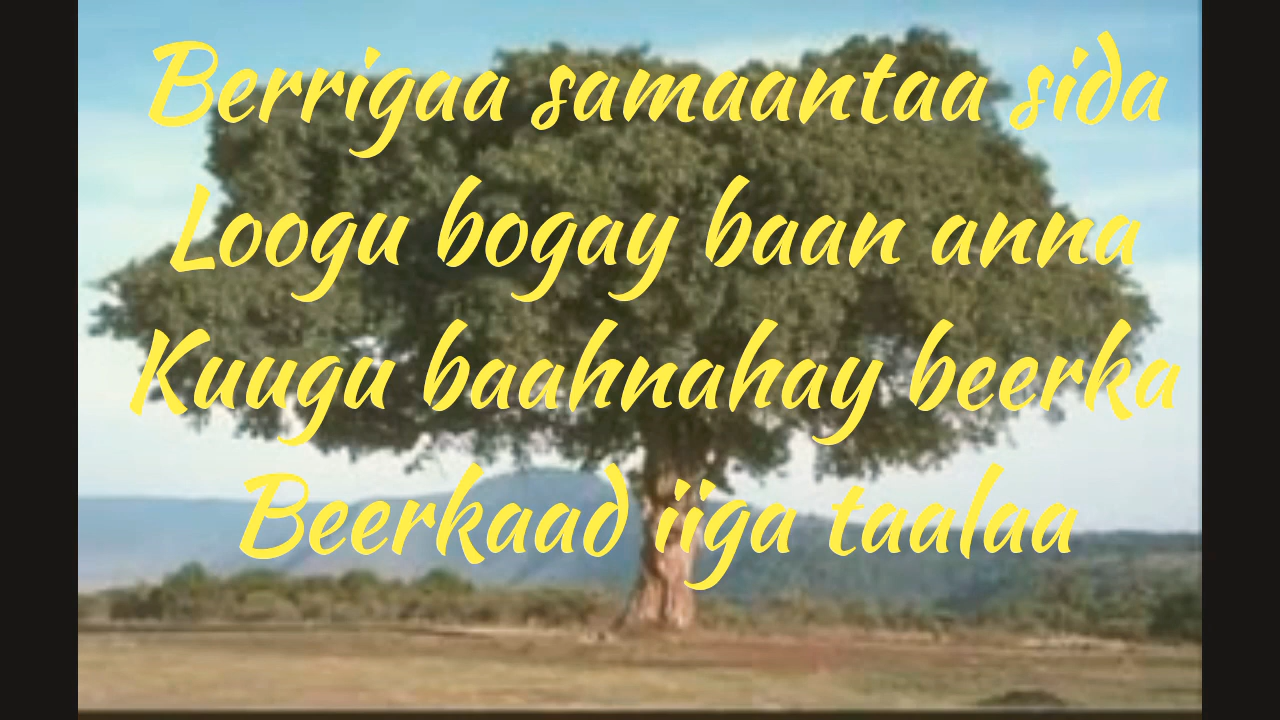 Berrigaa samaantaa sida
Loogu bogay baan anna
Kuugu baahnahay beerka
Beerkaad iiga taalaa